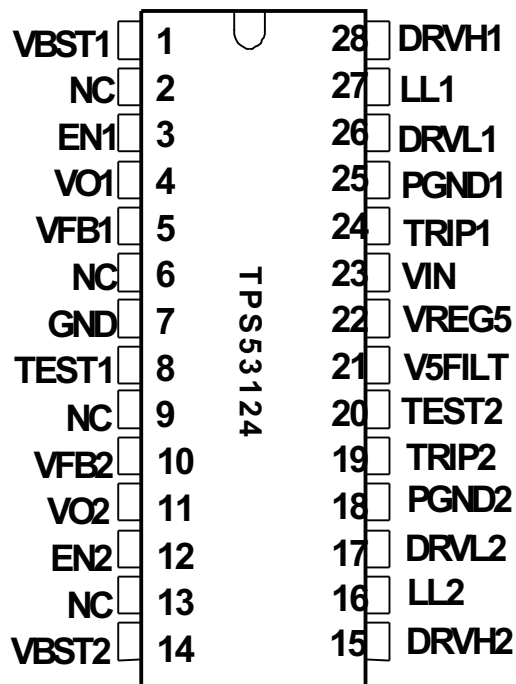 VBST1 1 28 DRVH1
NC 2 27 LL1
EN1 3 26 DRVL1
VO1 4 25 PGND1
VFB1 5 24 TRIP1
NC 6 23 VIN
GND 7 22 VREG5
TEST1 8 21 V5FILT
NC 9 20 TEST2
VFB2 10 19 TRIP2
VO2 11 18 PGND2
EN2 12 17 DRVL2
NC 13 16 LL2
VBST2 14 15 DRVH2
TPS53124